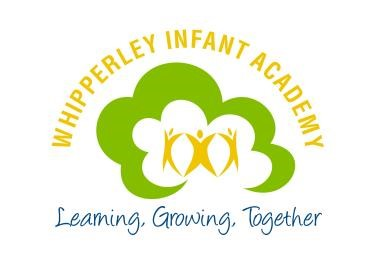 WHIPPERLEY INFANT ACADEMY
Learning, Growing, Together